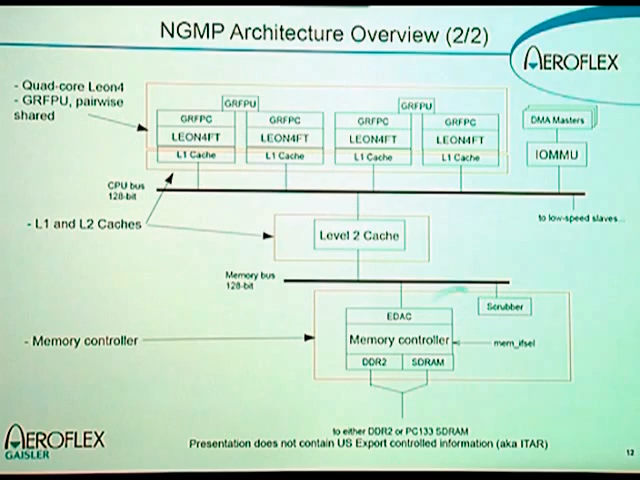 NGMP Architecture Overview (2/2)
AEROFLEX
- Quad-core Leon4
- GRFPU, pairwise
shared
GRFPU
GRFPU
GRFPC
GRFPC
GRFPC
GRFPC
DMA Masters
LEON4FT
LEON4FT
LEON4FT
LEON4FT
L1 Cache
L1 Cache
L1 Cache
L1 Cache
IOMMU
CPU bus
128-bit
to low-speed slaves...
- L1 and L2 Caches
Level 2 Cache
Memory bus
128-bit
Scrubber
EDAC
- Memory controller
Memory controller
mem_ifsel
DDR2
SDRAM
to either DDR2 or PC133 SDRAM
AEROFLEX
GAISLER
Presentation does not contain US Export controlled information (aka ITAR)
12